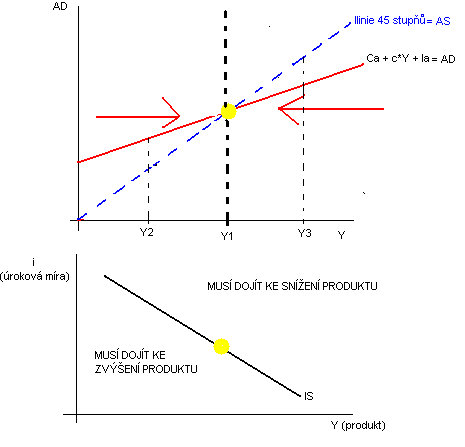 AD
llinie 45 stupňů = AS
Ca + c*Y + Ia = AD
Y2
Y1
Y3
Y
i
(úroková míra)
MUSÍ DOJÍT KE SNÍŽENÍ PRODUKTU
MUSÍ DOJÍT KE
ZVÝŠENÍ PRODUKTU
IS
Y (produkt)